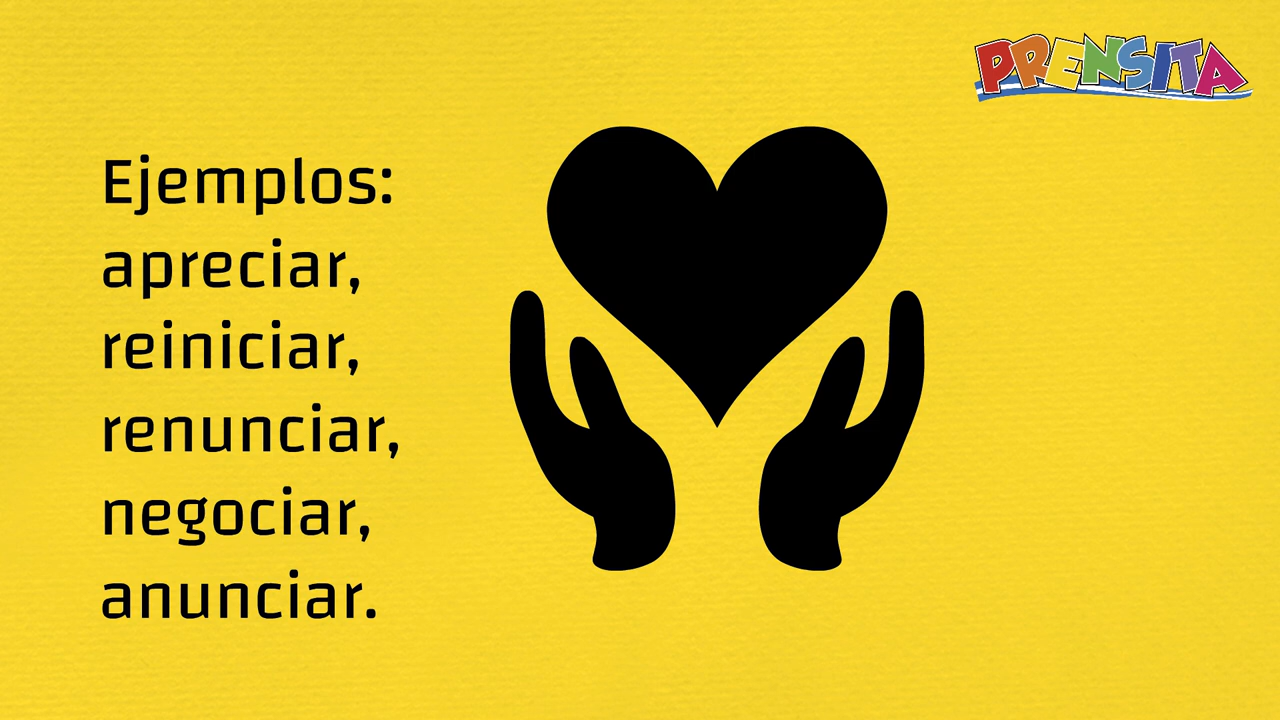 PRENSITA
Ejemplos:
apreciar,
reiniciar,
renunciar,
negociar,
anunciar.